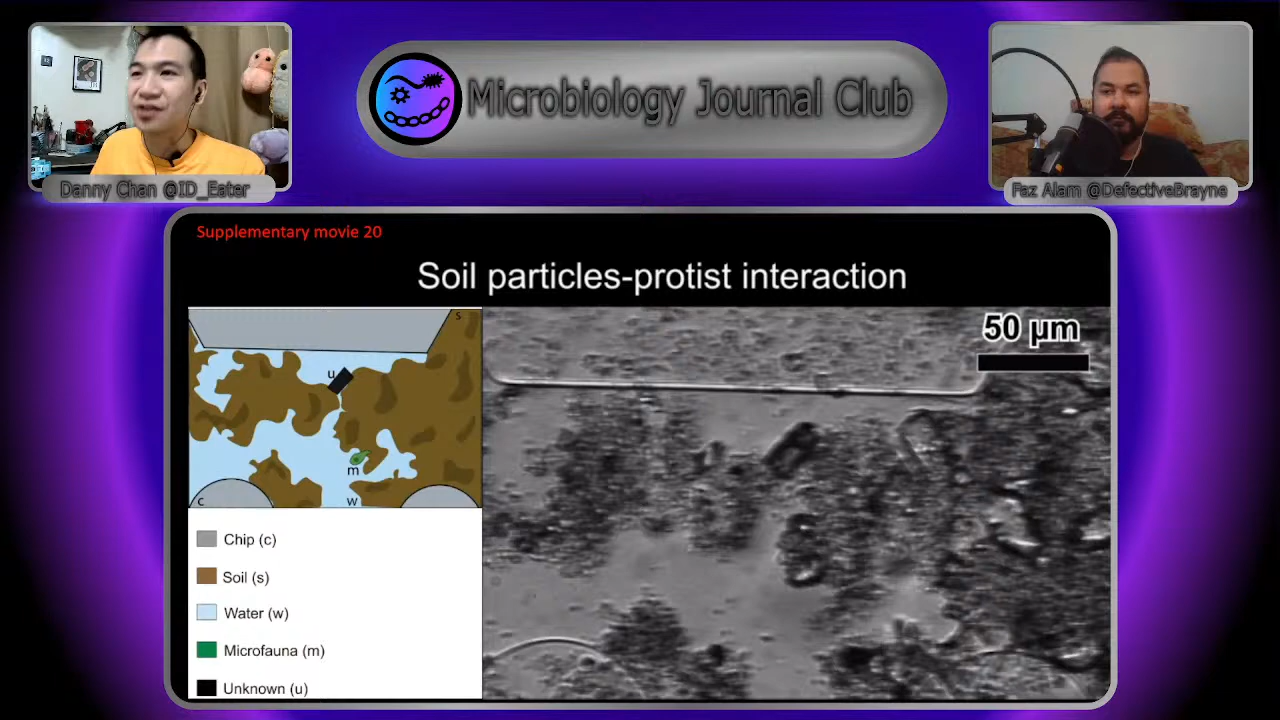 Microbiology Journal Club
Danny Chan @ID_Eater
Faz Alam @DefectiveBrayne
Supplementary movie 20
Soil particles-protist interaction
50 µm
s
u
m
c
w
Chip (c)
Soil (s)
Water (w)
Microfauna (m)
Unknown (u)